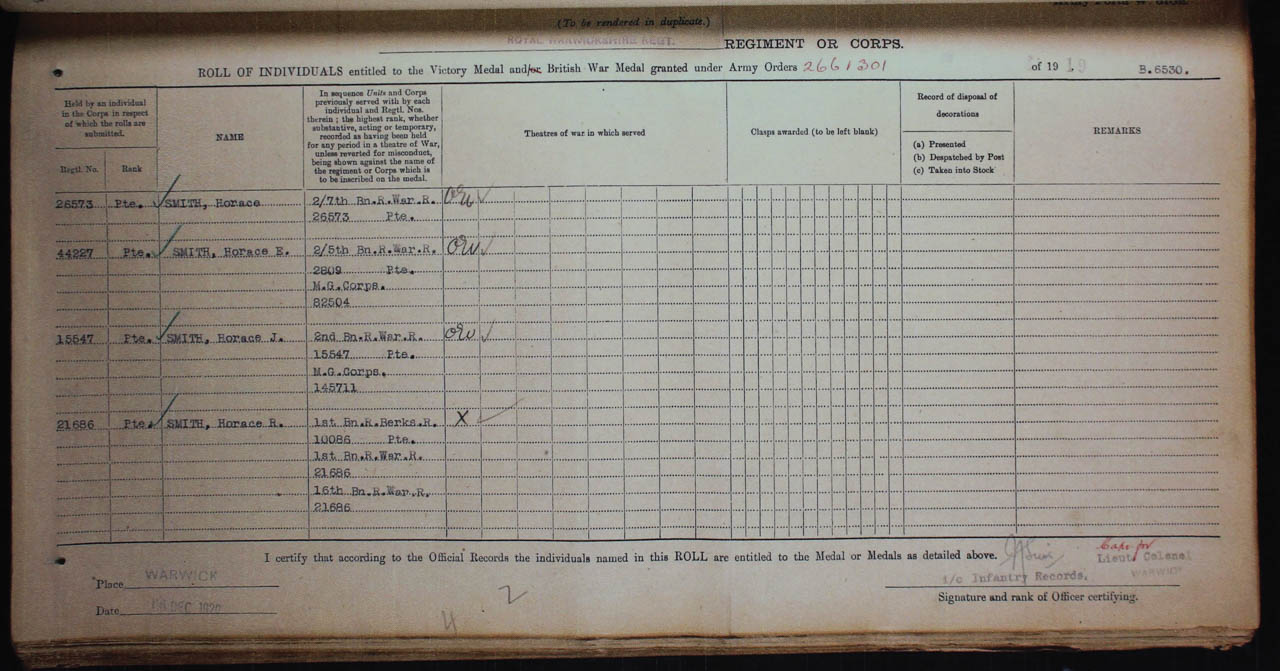 (To be rendered in duplicate.)
ROYAL WARWICKSHIRE REGT. REGIMENT OR CORPS.
ROLL OF INDIVIDUALS entitled to the Victory Medal and/or British War Medal granted under Army Orders 266 / 301 of 19 19 B.6530.
Held by an individual
in the Corps in respect
of which the rolls are
submitted.
Regtl. No.
Rank
NAME
In sequence Units and Corps
previously served with by each
individual and Regtl. Nos.
therein ; the highest rank, whether
substantive, acting or temporary,
recorded as having been held
for any period in a theatre of War,
unless reverted for misconduct,
being shown against the name of
the regiment or Corps which is
to be inscribed on the medal.
Theatres of war in which served
Clasps awarded (to be left blank)
Record of disposal of
decorations
(a) Presented
(b) Despatched by Post
(c) Taken into Stock
REMARKS
26573 Pte. SMITH, Horace 2/7th Bn.R.War.R.
26573 Pte.
44227 Pte. SMITH, Horace E. 2/5th Bn.R.War.R.
2809 Pte.
M.G.Corps.
82504
15547 Pte. SMITH, Horace J. 2nd Bn.R.War.R.
15547 Pte.
M.G.Corps.
145711
21686 Pte. SMITH, Horace R. 1st Bn.R.Berks.R. X
10086 Pte.
1st Bn.R.War.R.
21686
16th Bn.R.War.R.
21686
I certify that according to the Official Records the individuals named in this ROLL are entitled to the Medal or Medals as detailed above.
Capt for
Lieut. Colonel
i/c Infantry Records,
WARWICK
Signature and rank of Officer certifying.
Place WARWICK
Date DEC 1920
2
4